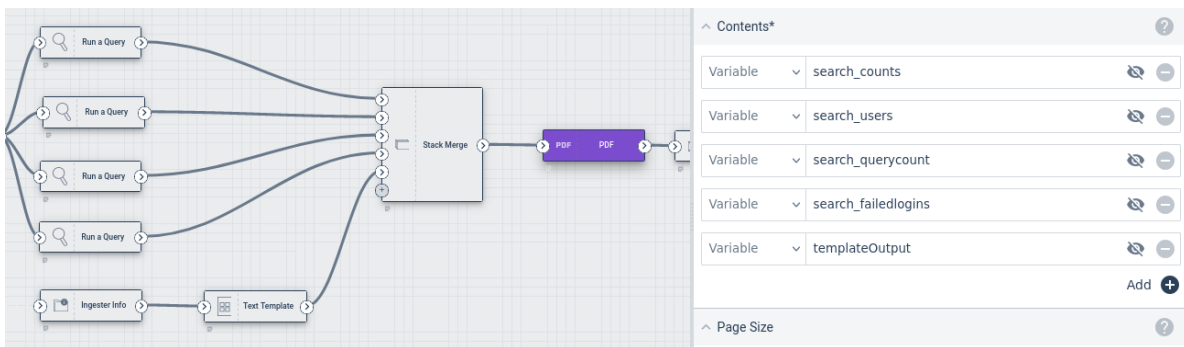 Run a Query
Run a Query
Run a Query
Run a Query
Ingester Info
Text Template
Stack Merge
PDF PDF
Contents*
?
Variable search_counts
Variable search_users
Variable search_querycount
Variable search_failedlogins
Variable templateOutput
Add
Page Size
?